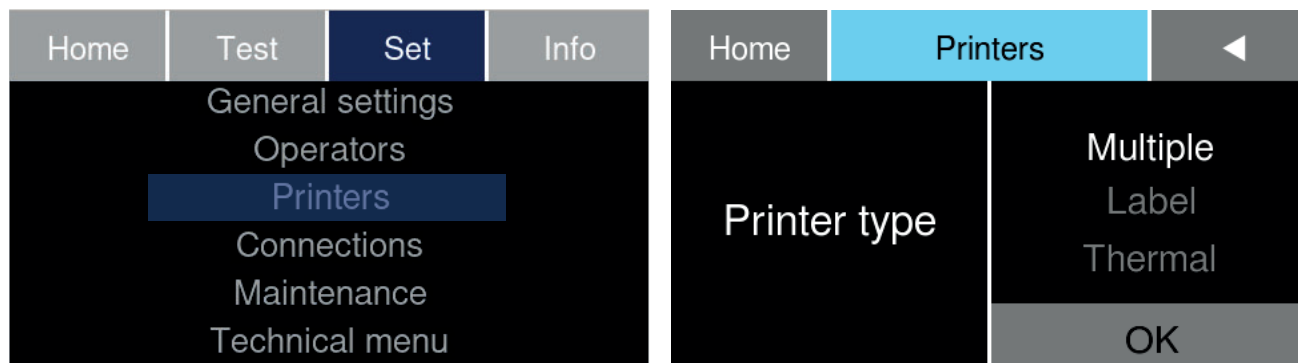 Home Test Set Info
General settings
Operators
Printers
Connections
Maintenance
Technical menu
Home Printers ◀
Printer type
Multiple
Label
Thermal
OK